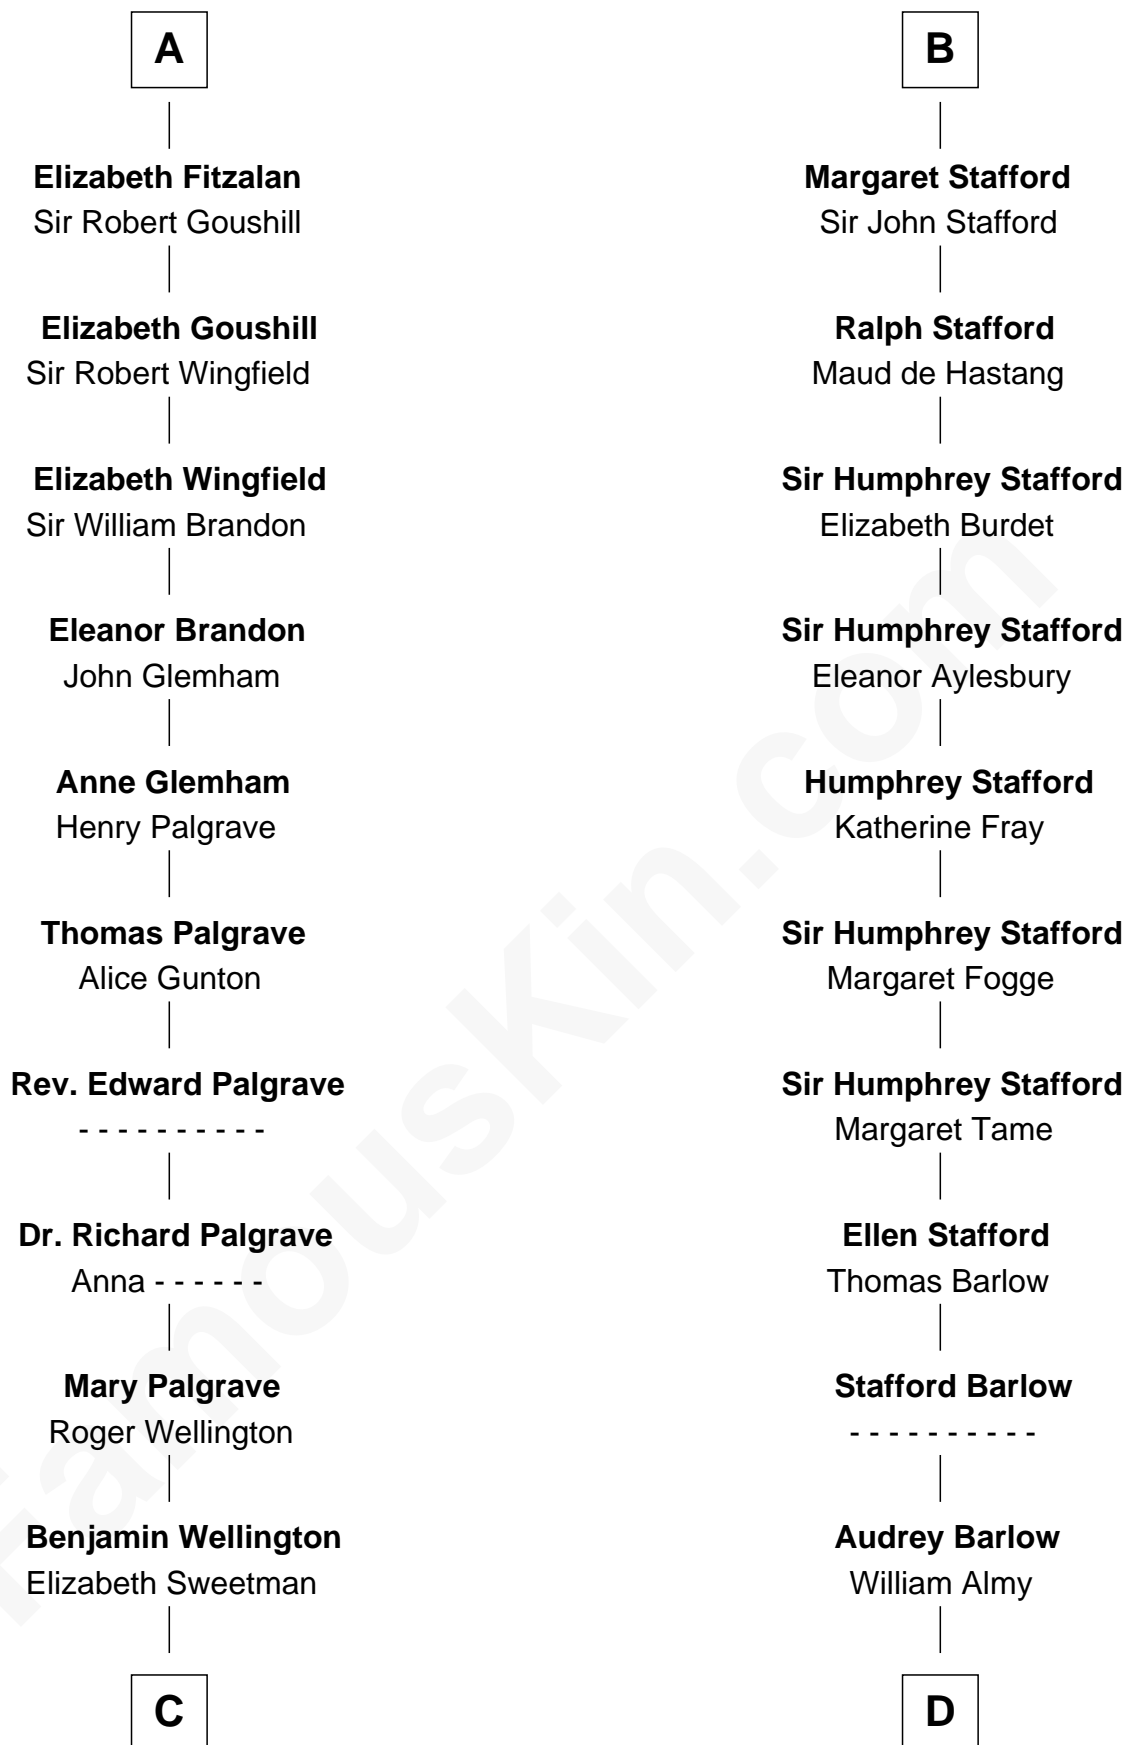 A
Elizabeth Fitzalan
Sir Robert Goushill
Elizabeth Goushill
Sir Robert Wingfield
Elizabeth Wingfield
Sir William Brandon
Eleanor Brandon
John Glemham
Anne Glemham
Henry Palgrave
Thomas Palgrave
Alice Gunton
Rev. Edward Palgrave
- - - - - - - - - -
Dr. Richard Palgrave
Anna - - - - - -
Mary Palgrave
Roger Wellington
Benjamin Wellington
Elizabeth Sweetman
C
B
Margaret Stafford
Sir John Stafford
Ralph Stafford
Maud de Hastang
Sir Humphrey Stafford
Elizabeth Burdet
Sir Humphrey Stafford
Eleanor Aylesbury
Humphrey Stafford
Katherine Fray
Sir Humphrey Stafford
Margaret Fogge
Sir Humphrey Stafford
Margaret Tame
Ellen Stafford
Thomas Barlow
Stafford Barlow
- - - - - - - - - -
Audrey Barlow
William Almy
D
FamousKin.com